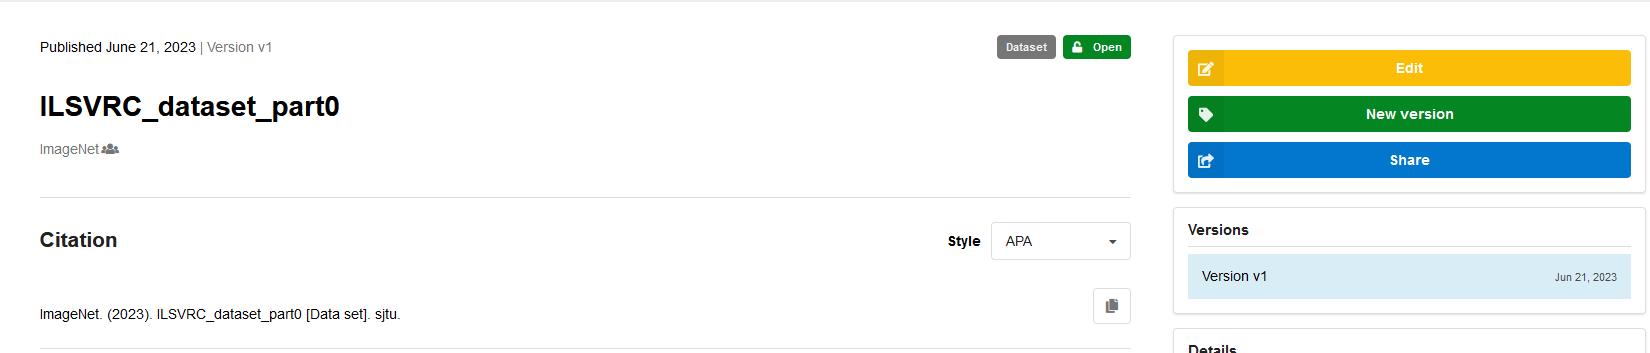 Published June 21, 2023 | Version v1
Dataset
Open
ILSVRC_dataset_part0
ImageNet
Citation
Style
APA
ImageNet. (2023). ILSVRC_dataset_part0 [Data set]. sjtu.
Edit
New version
Share
Versions
Version v1
Jun 21, 2023
Details